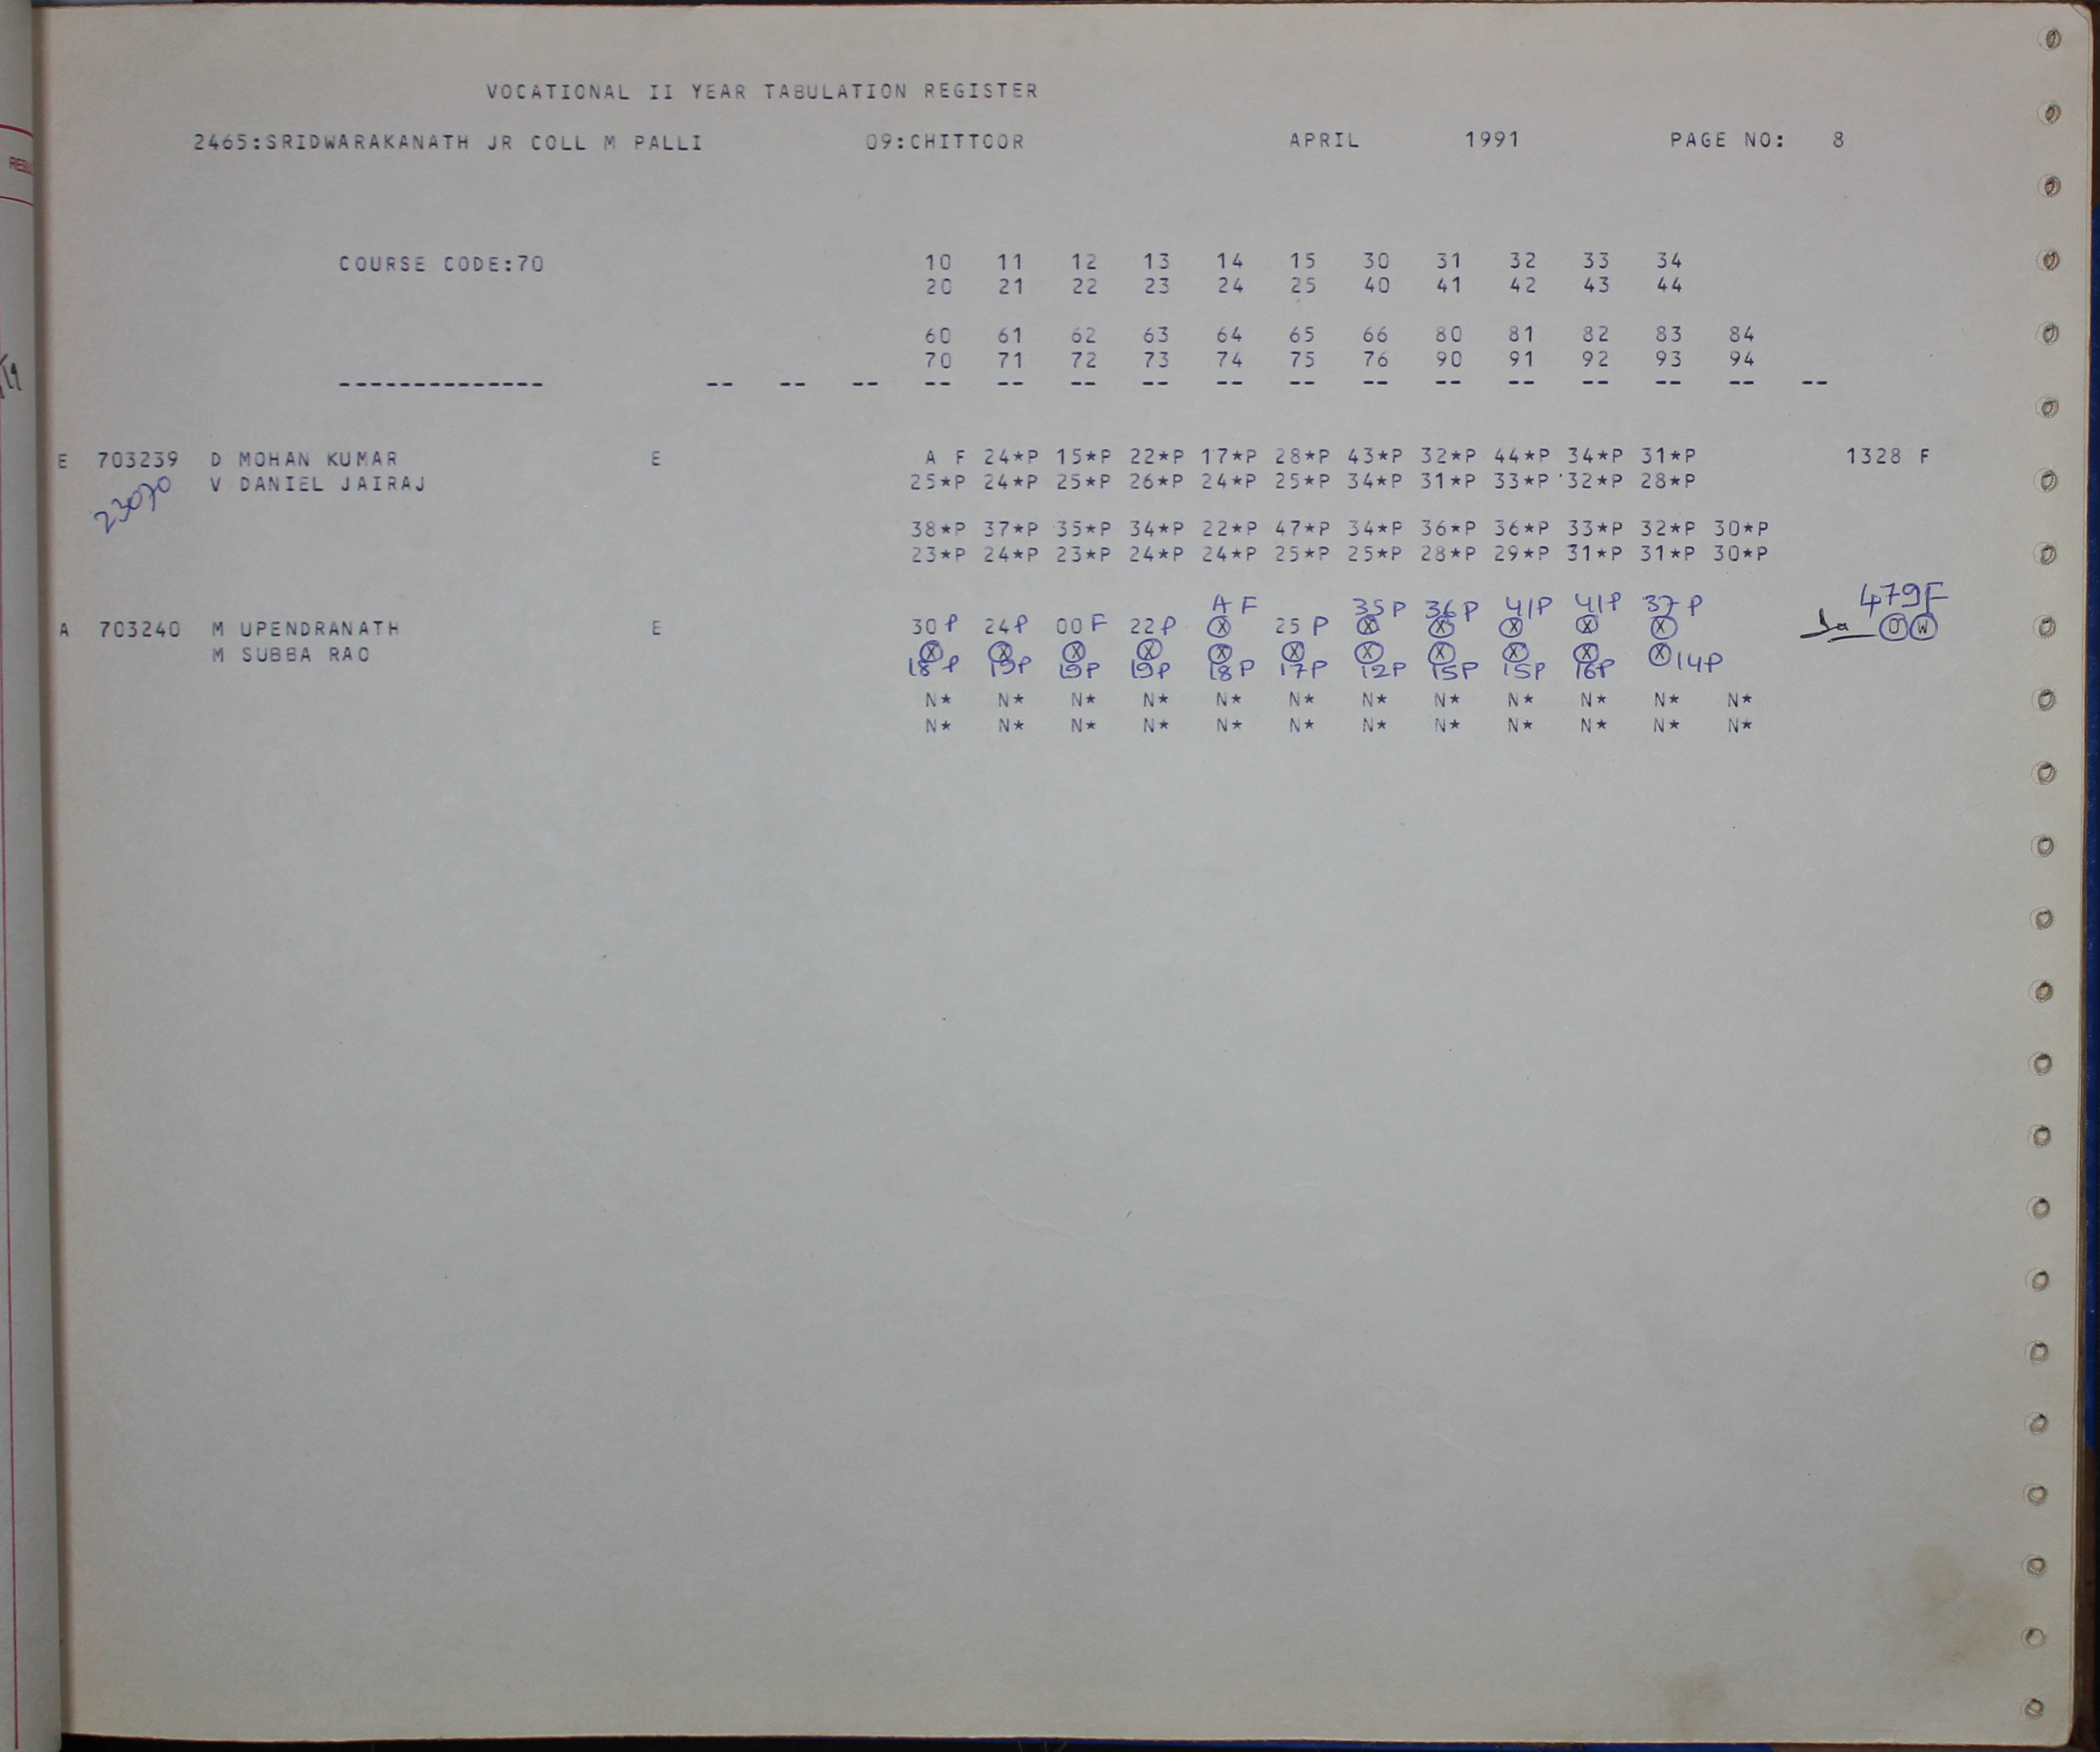 VOCATIONAL II YEAR TABULATION REGISTER
2465:SRIDWARAKANATH JR COLL M PALLI 09:CHITTOOR APRIL 1991 PAGE NO: 8
COURSE CODE:70 10 11 12 13 14 15 30 31 32 33 34
20 21 22 23 24 25 40 41 42 43 44
60 61 62 63 64 65 66 80 81 82 83 84
70 71 72 73 74 75 76 90 91 92 93 94
-------------- -- -- -- -- -- -- -- -- -- -- -- -- -- -- -- --
E 703239 D MOHAN KUMAR E A F 24*P 15*P 22*P 17*P 28*P 43*P 32*P 44*P 34*P 31*P 1328 F
23070 V DANIEL JAIRAJ 25*P 24*P 25*P 26*P 24*P 25*P 34*P 31*P 33*P 32*P 28*P
38*P 37*P 35*P 34*P 22*P 47*P 34*P 36*P 36*P 33*P 32*P 30*P
23*P 24*P 23*P 24*P 24*P 25*P 25*P 28*P 29*P 31*P 31*P 30*P
A F 35P 36P 41P 41P 37P 479F
A 703240 M UPENDRANATH E 30P 24P 00F 22P X 25P X X X X X O W
M SUBBA RAO X X X X X X X X X X X
18P 19P 19P 19P 18P 17P 12P 15P 15P 16P 14P
N* N* N* N* N* N* N* N* N* N* N* N*
N* N* N* N* N* N* N* N* N* N* N* N*